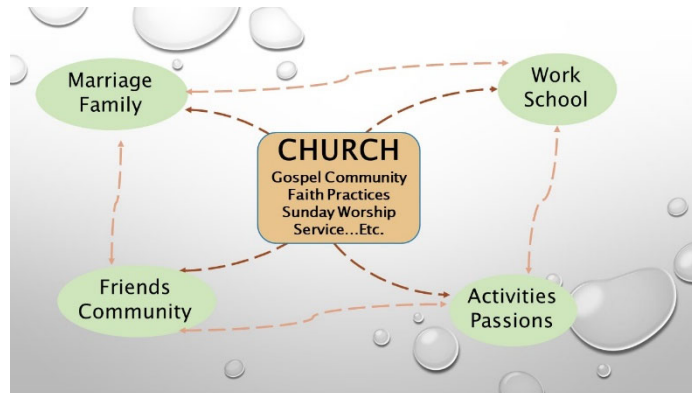 Marriage
Family
Work
School
CHURCH
Gospel Community
Faith Practices
Sunday Worship
Service...Etc.
Friends
Community
Activities
Passions